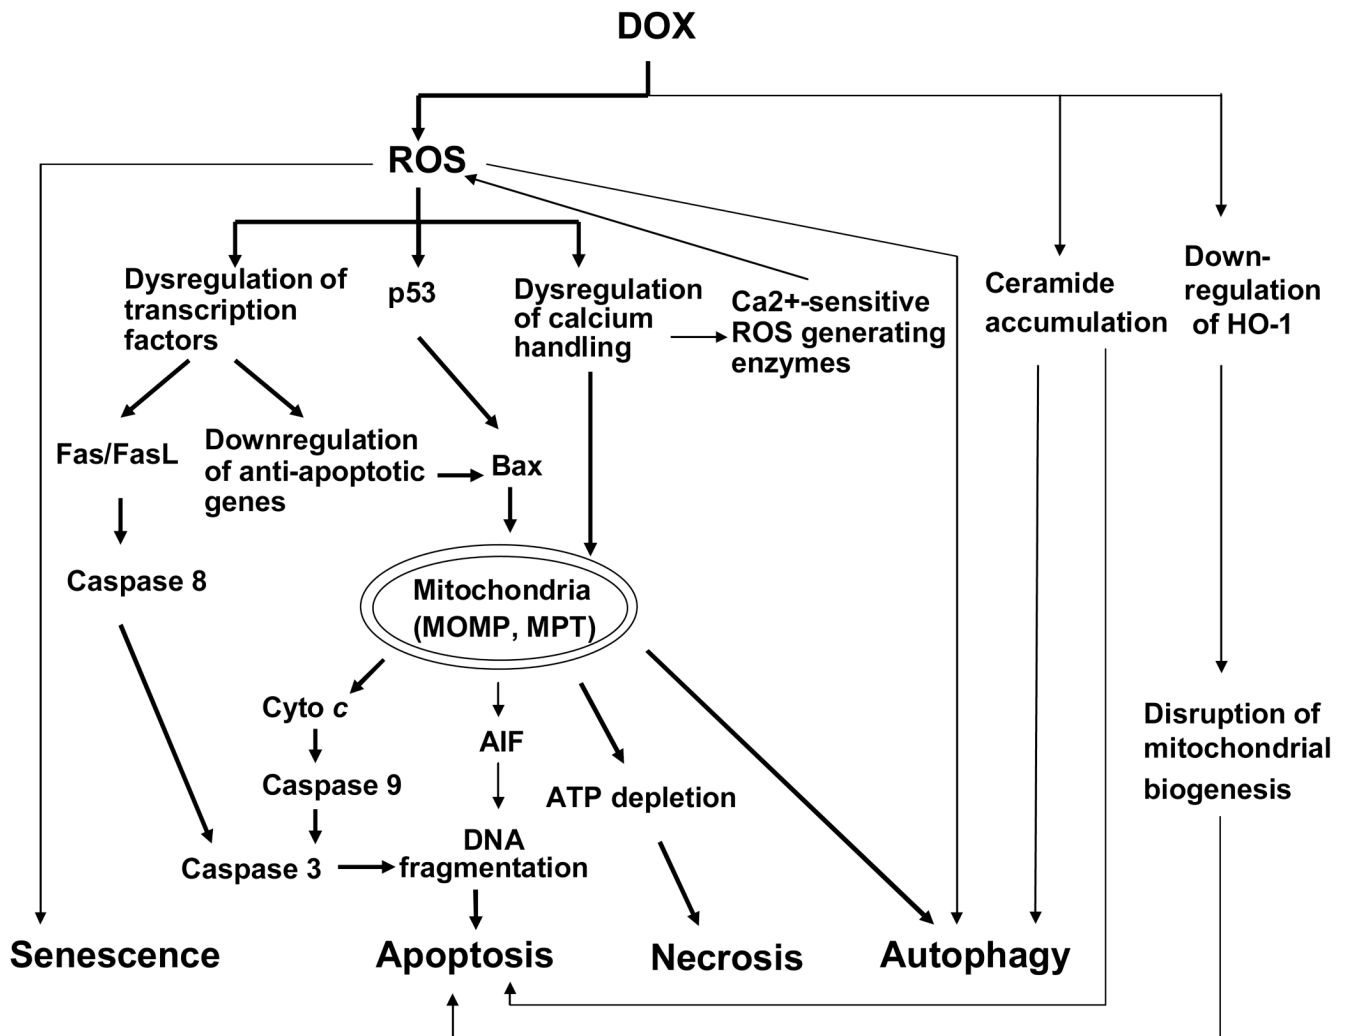 DOX
ROS
Dysregulation of
transcription
factors
p53
Dysregulation
of calcium
handling
Ca2+-sensitive
ROS generating
enzymes
Ceramide
accumulation
Down-
regulation
of HO-1
Fas/FasL
Downregulation
of anti-apoptotic
genes
Bax
Caspase 8
Mitochondria
(MOMP, MPT)
Cyto c
AIF
Caspase 9
ATP depletion
Disruption of
mitochondrial
biogenesis
Caspase 3
DNA
fragmentation
Senescence
Apoptosis
Necrosis
Autophagy